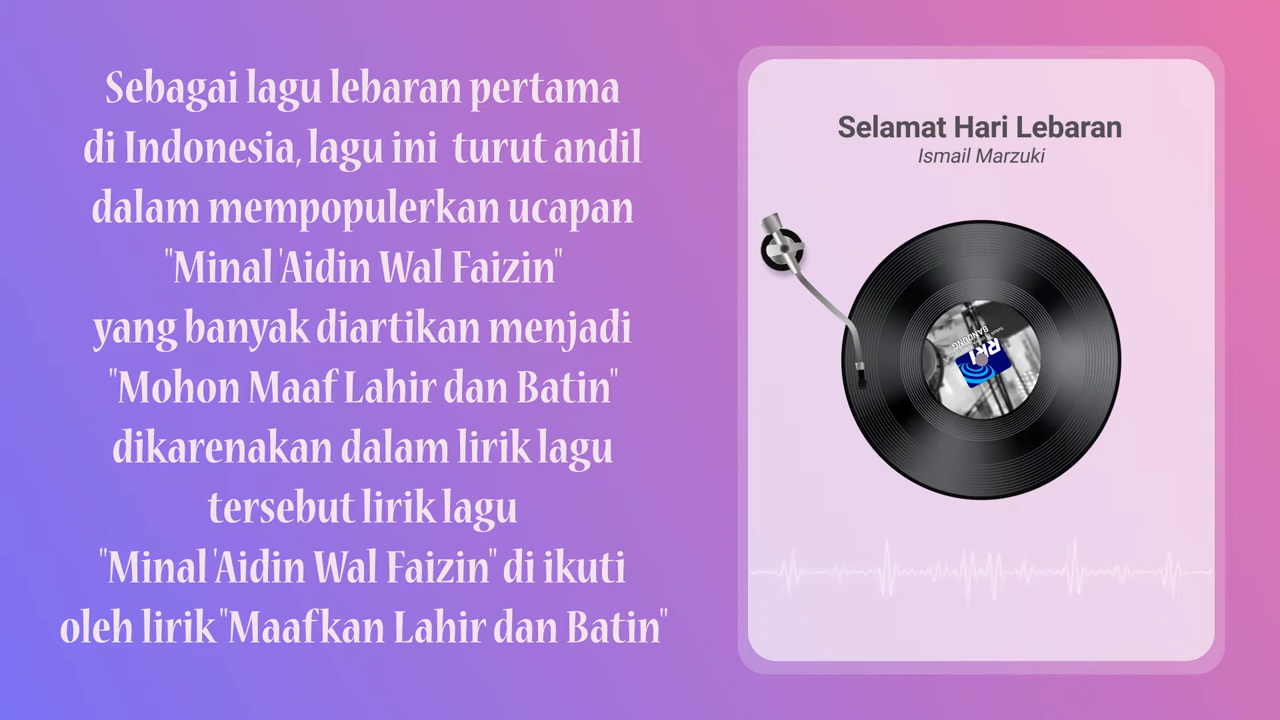 Sebagai lagu lebaran pertama
di Indonesia, lagu ini turut andil
dalam mempopulerkan ucapan
"Minal 'Aidin Wal Faizin"
yang banyak diartikan menjadi
"Mohon Maaf Lahir dan Batin"
dikarenakan dalam lirik lagu
tersebut lirik lagu
"Minal 'Aidin Wal Faizin" di ikuti
oleh lirik "Maafkan Lahir dan Batin"
Selamat Hari Lebaran
Ismail Marzuki
BANDUNG